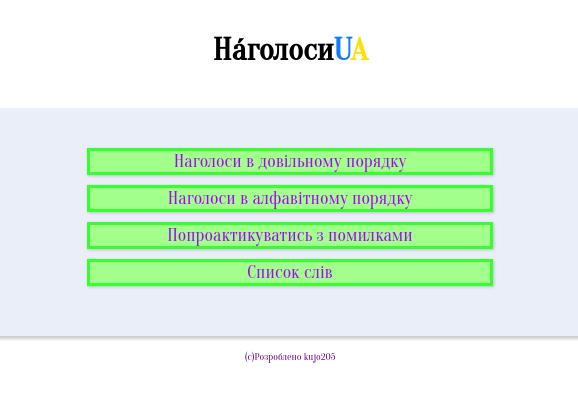 На́голосиUA
Наголоси в довільному порядку
Наголоси в алфавітному порядку
Попроактикуватись з помилками
Список слів
(c)Розроблено kujo205